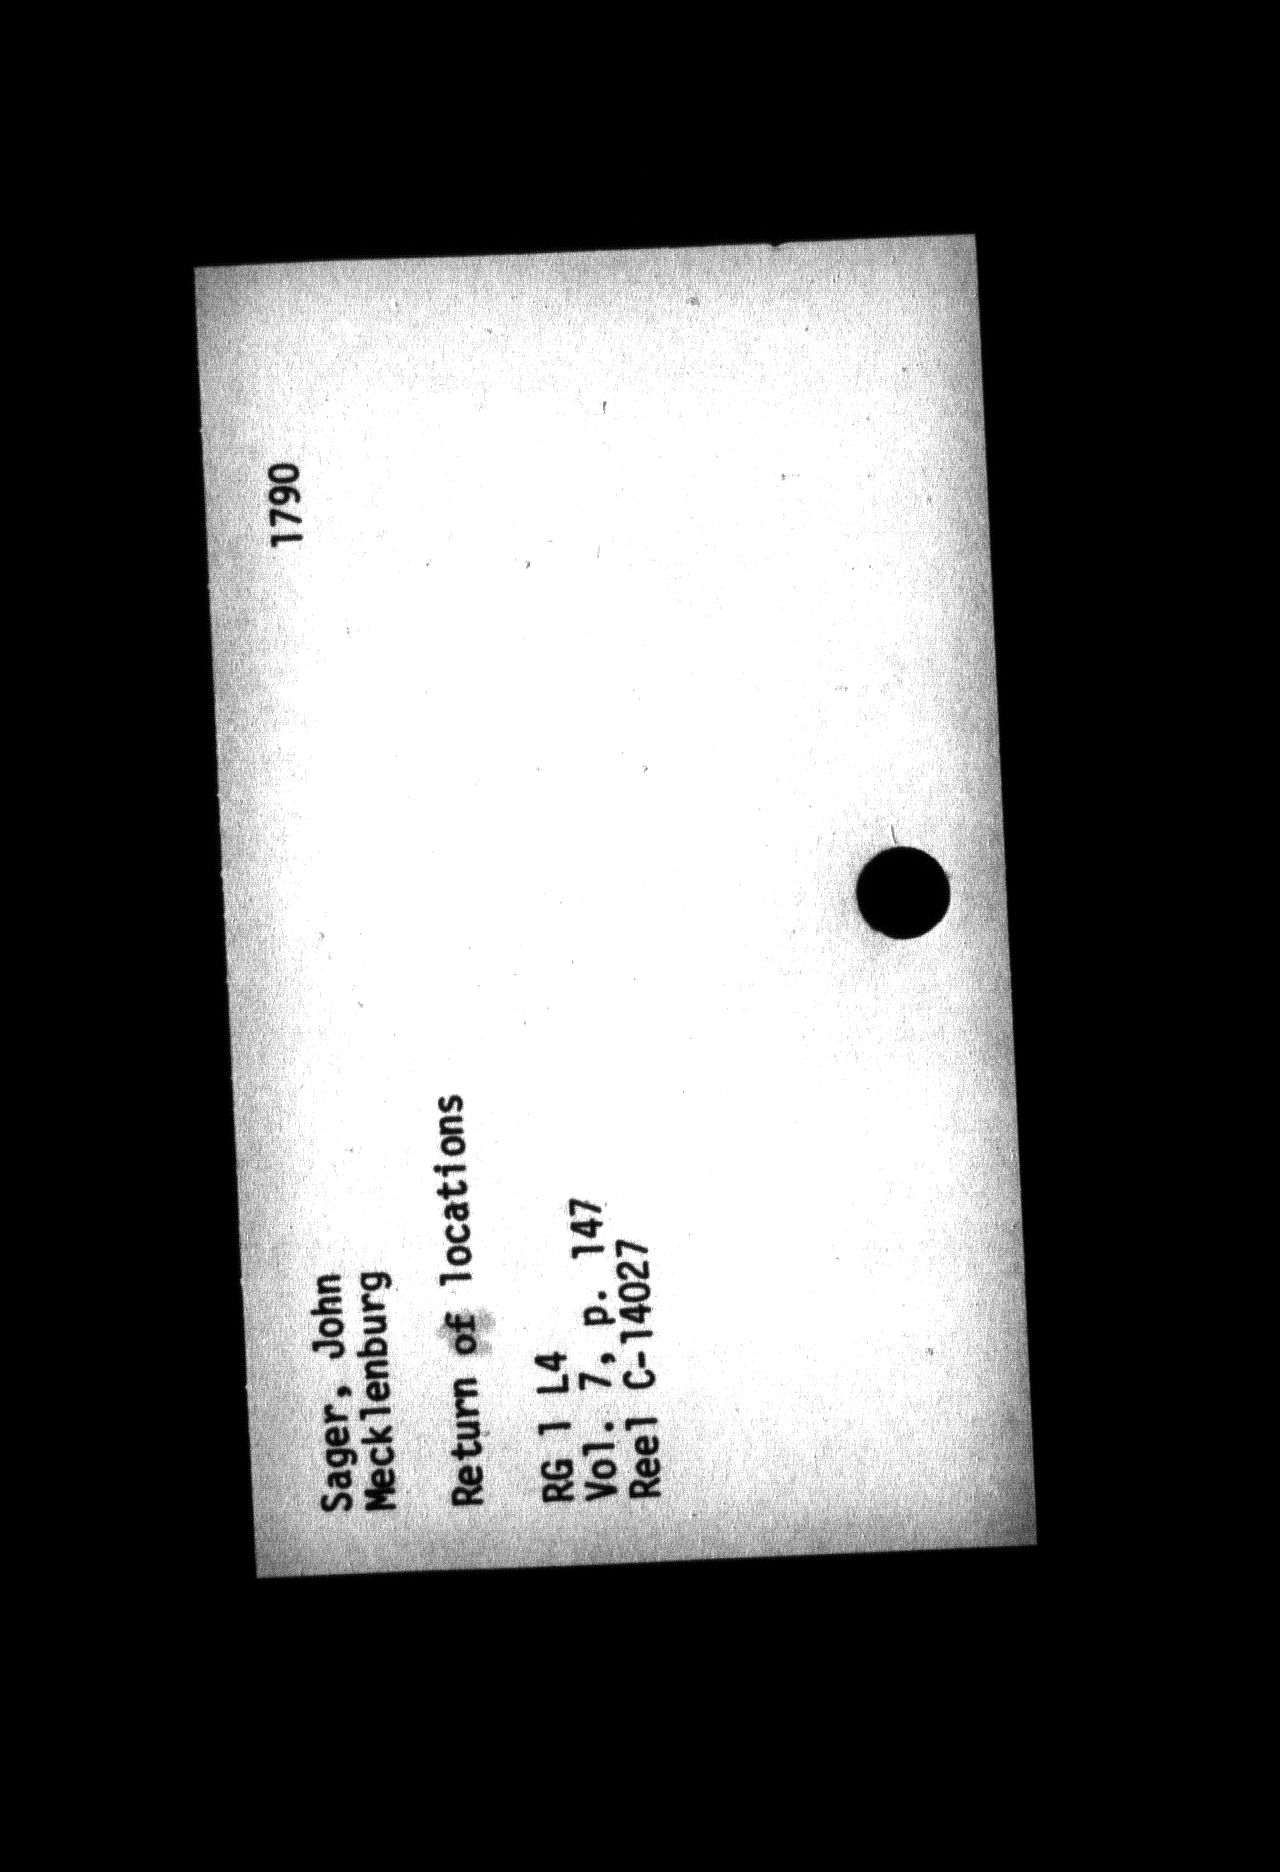 1790
Sager, John
Mecklenburg
Return of locations
RG 1 L4
Vol. 7, p. 147
Reel C-14027